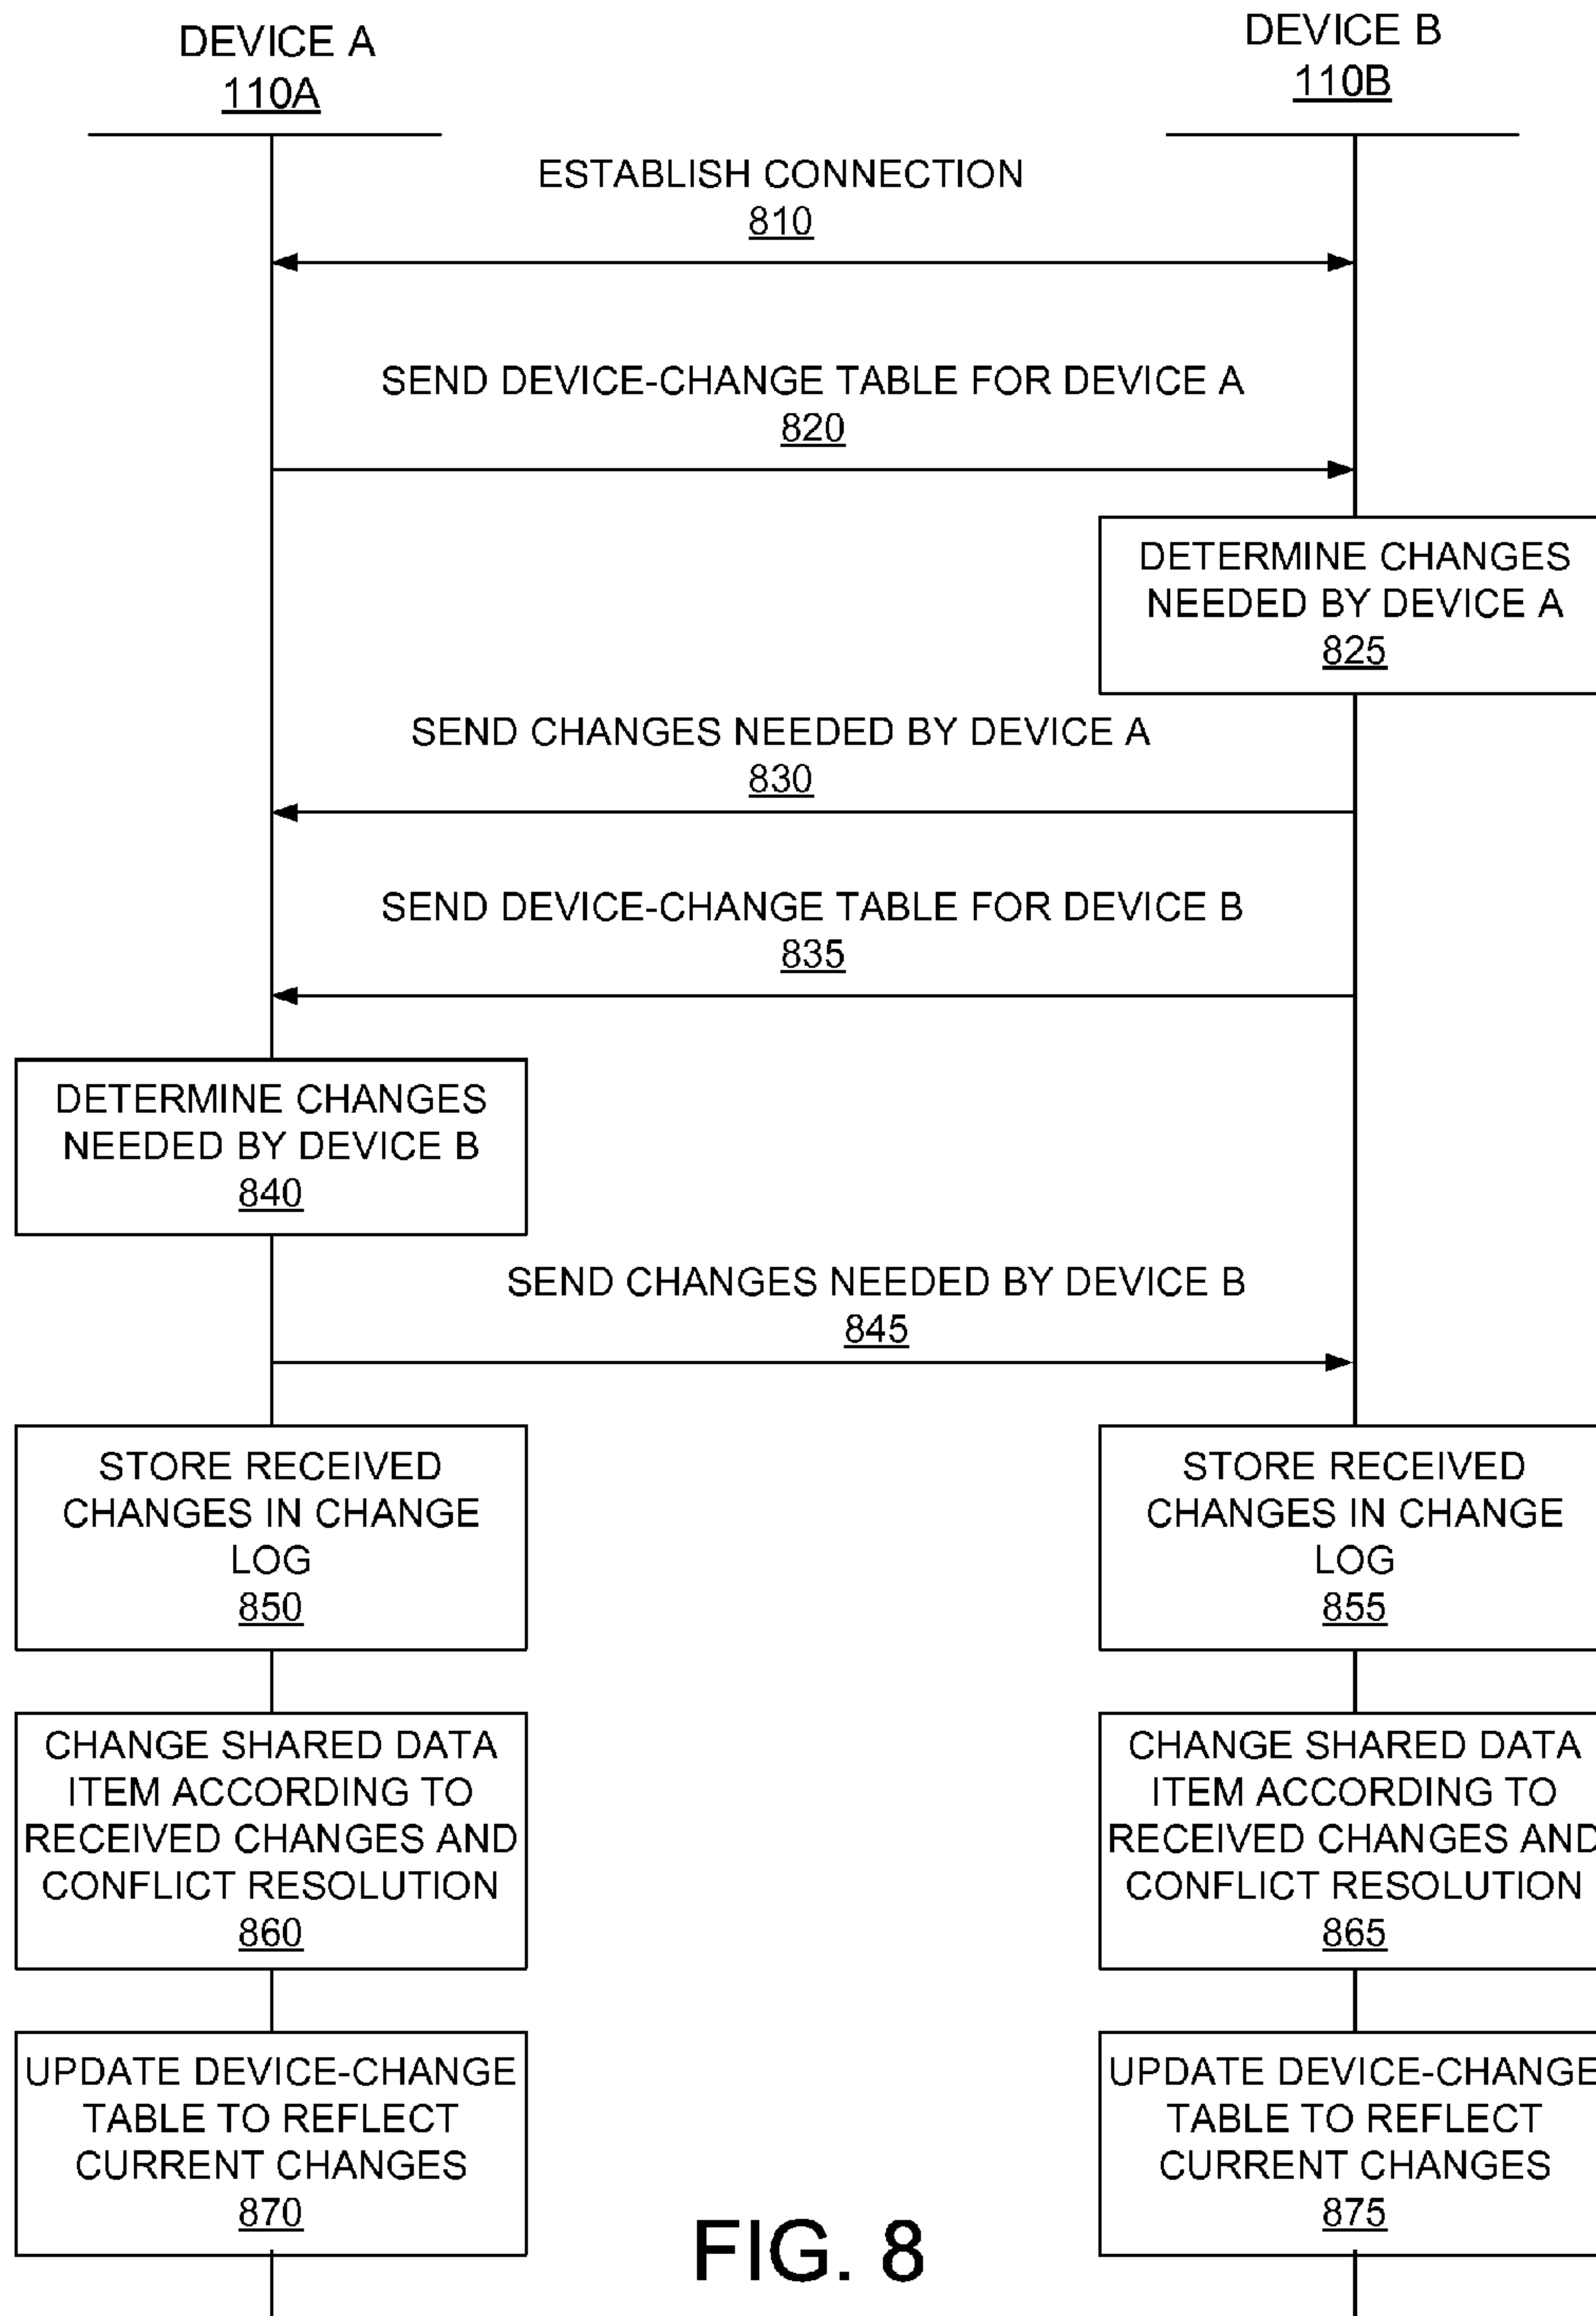 DEVICE A
110A
DEVICE B
110B
ESTABLISH CONNECTION
810
SEND DEVICE-CHANGE TABLE FOR DEVICE A
820
DETERMINE CHANGES
NEEDED BY DEVICE A
825
SEND CHANGES NEEDED BY DEVICE A
830
SEND DEVICE-CHANGE TABLE FOR DEVICE B
835
DETERMINE CHANGES
NEEDED BY DEVICE B
840
SEND CHANGES NEEDED BY DEVICE B
845
STORE RECEIVED
CHANGES IN CHANGE
LOG
850
STORE RECEIVED
CHANGES IN CHANGE
LOG
855
CHANGE SHARED DATA
ITEM ACCORDING TO
RECEIVED CHANGES AND
CONFLICT RESOLUTION
860
CHANGE SHARED DATA
ITEM ACCORDING TO
RECEIVED CHANGES AND
CONFLICT RESOLUTION
865
UPDATE DEVICE-CHANGE
TABLE TO REFLECT
CURRENT CHANGES
870
UPDATE DEVICE-CHANGE
TABLE TO REFLECT
CURRENT CHANGES
875
FIG. 8